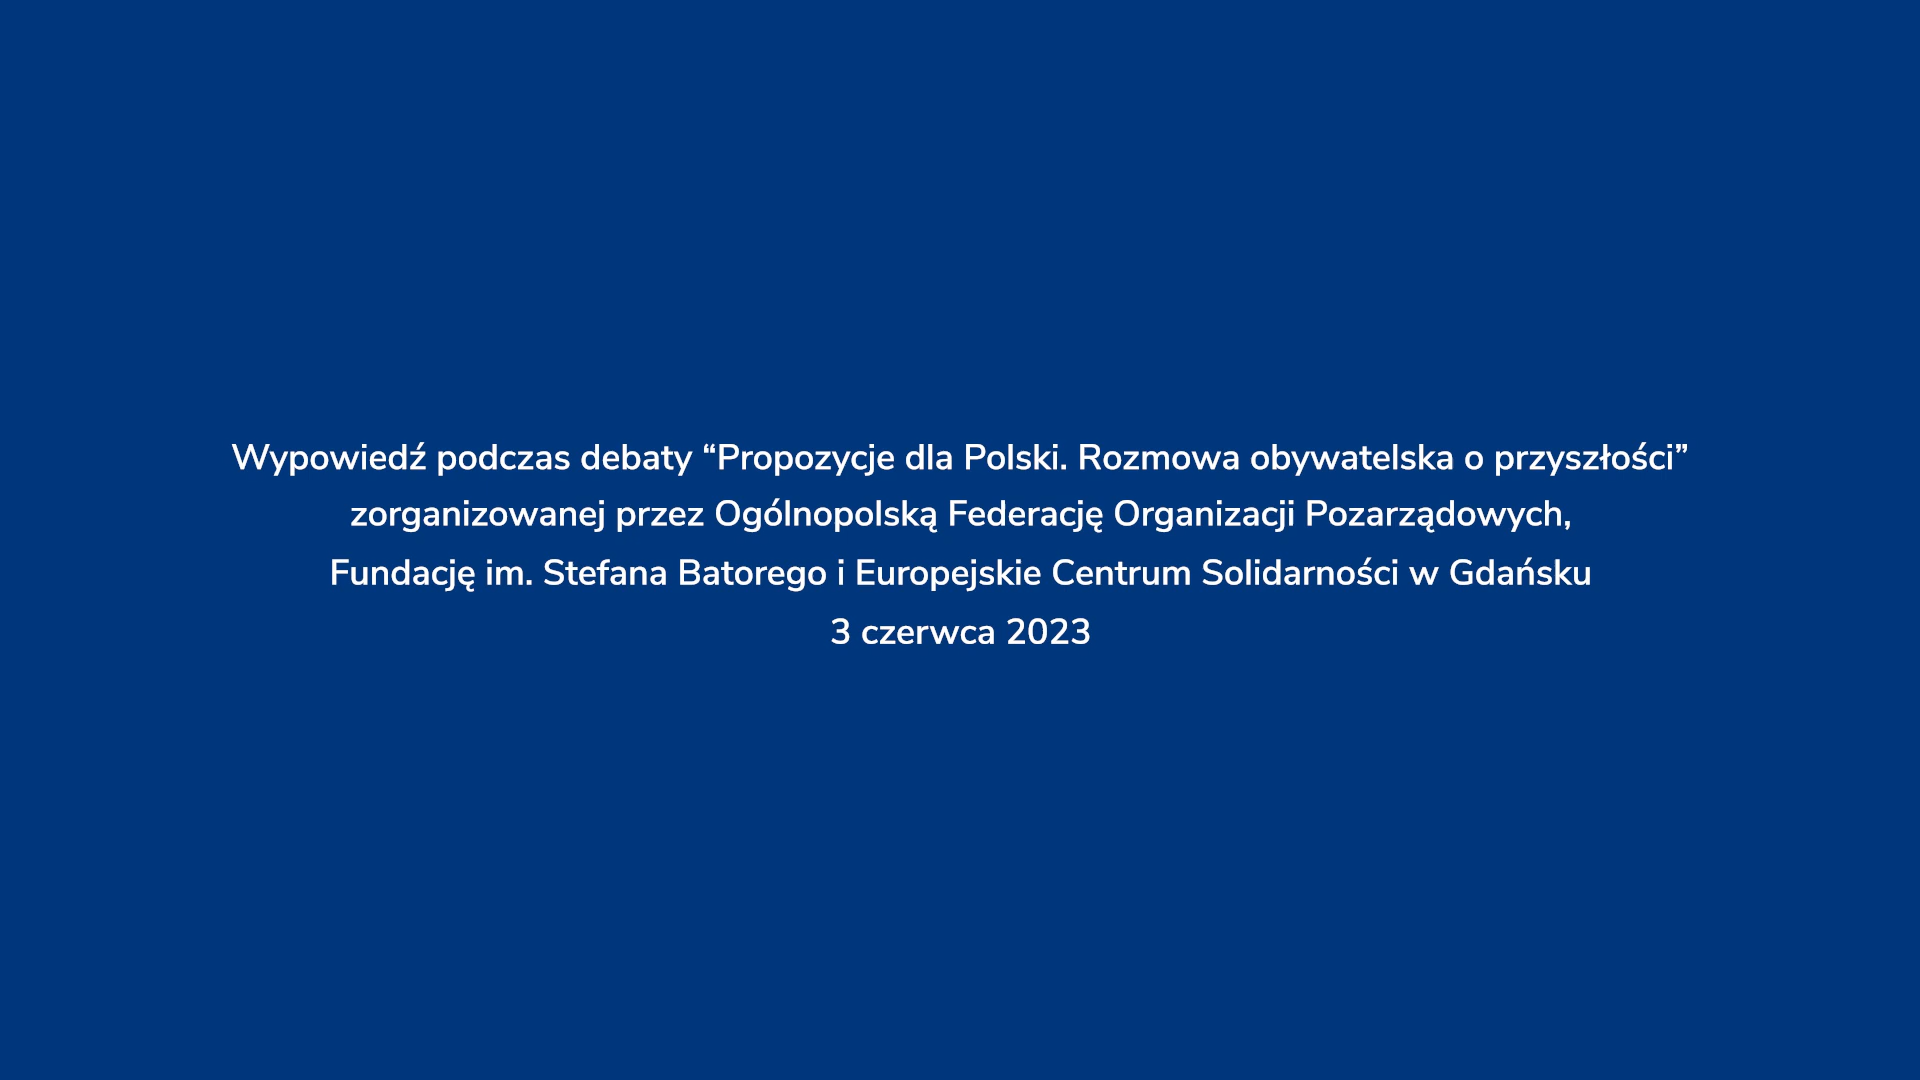 Wypowiedź podczas debaty “Propozycje dla Polski. Rozmowa obywatelska o przyszłości”
zorganizowanej przez Ogólnopolską Federację Organizacji Pozarządowych,
Fundację im. Stefana Batorego i Europejskie Centrum Solidarności w Gdańsku
3 czerwca 2023